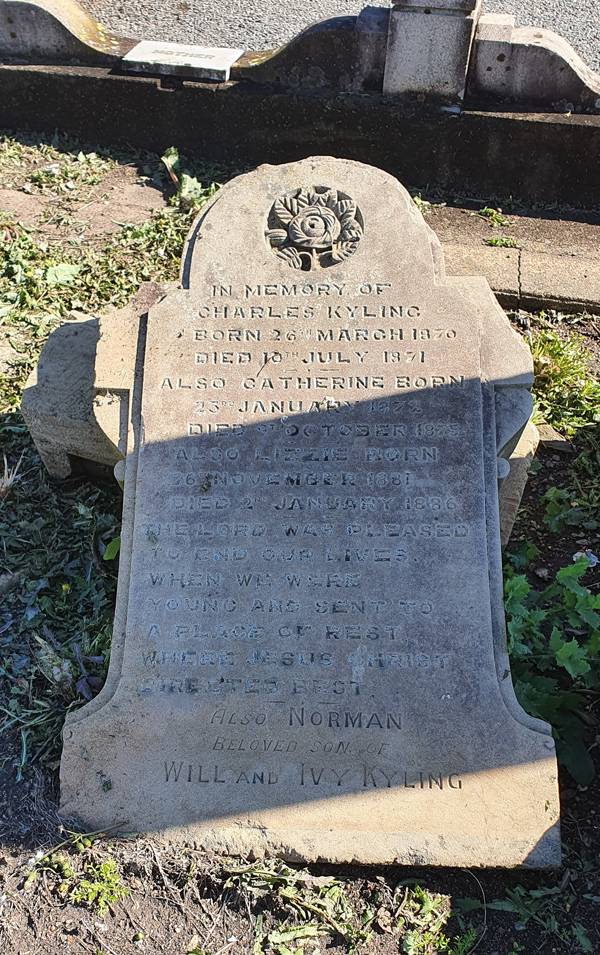 MOTHER
IN MEMORY OF
CHARLES KYLING
BORN 26TH MARCH 1870
DIED 10TH JULY 1871
ALSO CATHERINE BORN
23RD JANUARY 1872
DIED OCTOBER
ALSO LIZZIE BORN
26TH NOVEMBER 1881
DIED 2ND JANUARY 1886
THE LORD WAS PLEASED
TO END OUR LIVES,
WHEN WE WERE
YOUNG AND SENT TO
A PLACE OF REST,
WHERE JESUS CHRIST
DIRECTED BEST.
ALSO NORMAN
BELOVED SON OF
WILL AND IVY KYLING